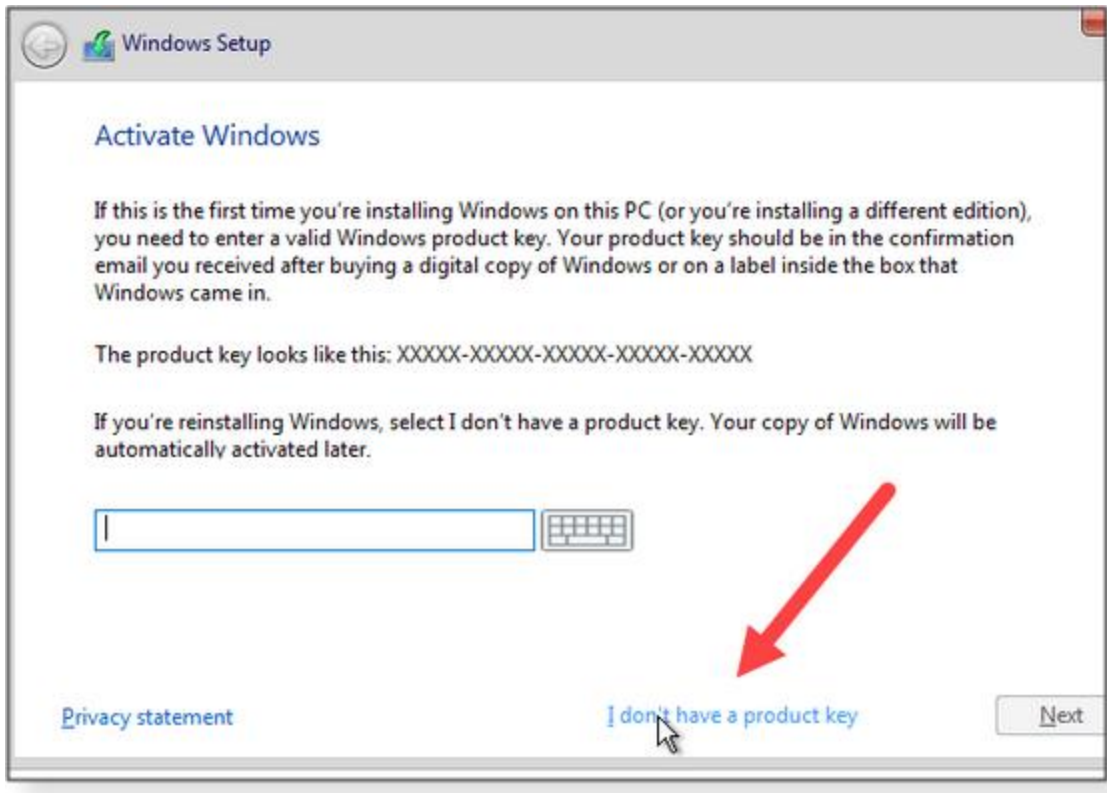 Windows Setup
Activate Windows
If this is the first time you're installing Windows on this PC (or you're installing a different edition),
you need to enter a valid Windows product key. Your product key should be in the confirmation
email you received after buying a digital copy of Windows or on a label inside the box that
Windows came in.
The product key looks like this: XXXXX-XXXXX-XXXXX-XXXXX-XXXXX
If you're reinstalling Windows, select I don't have a product key. Your copy of Windows will be
automatically activated later.
Privacy statement
I don't have a product key
Next